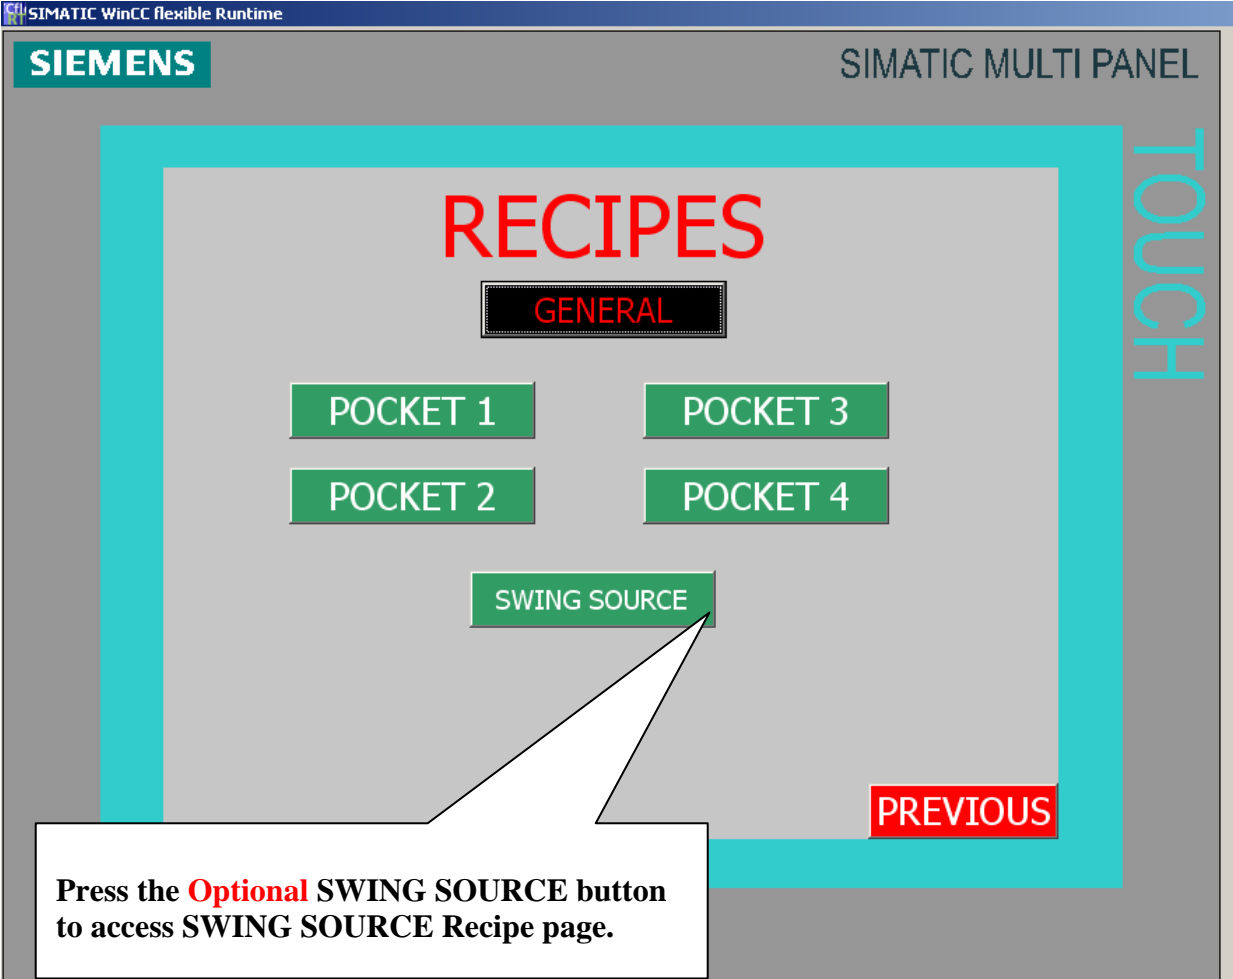 SIMATIC WinCC flexible Runtime
SIEMENS
SIMATIC MULTI PANEL
TOUCH
RECIPES
GENERAL
POCKET 1
POCKET 3
POCKET 2
POCKET 4
SWING SOURCE
PREVIOUS
Press the Optional SWING SOURCE button
to access SWING SOURCE Recipe page.